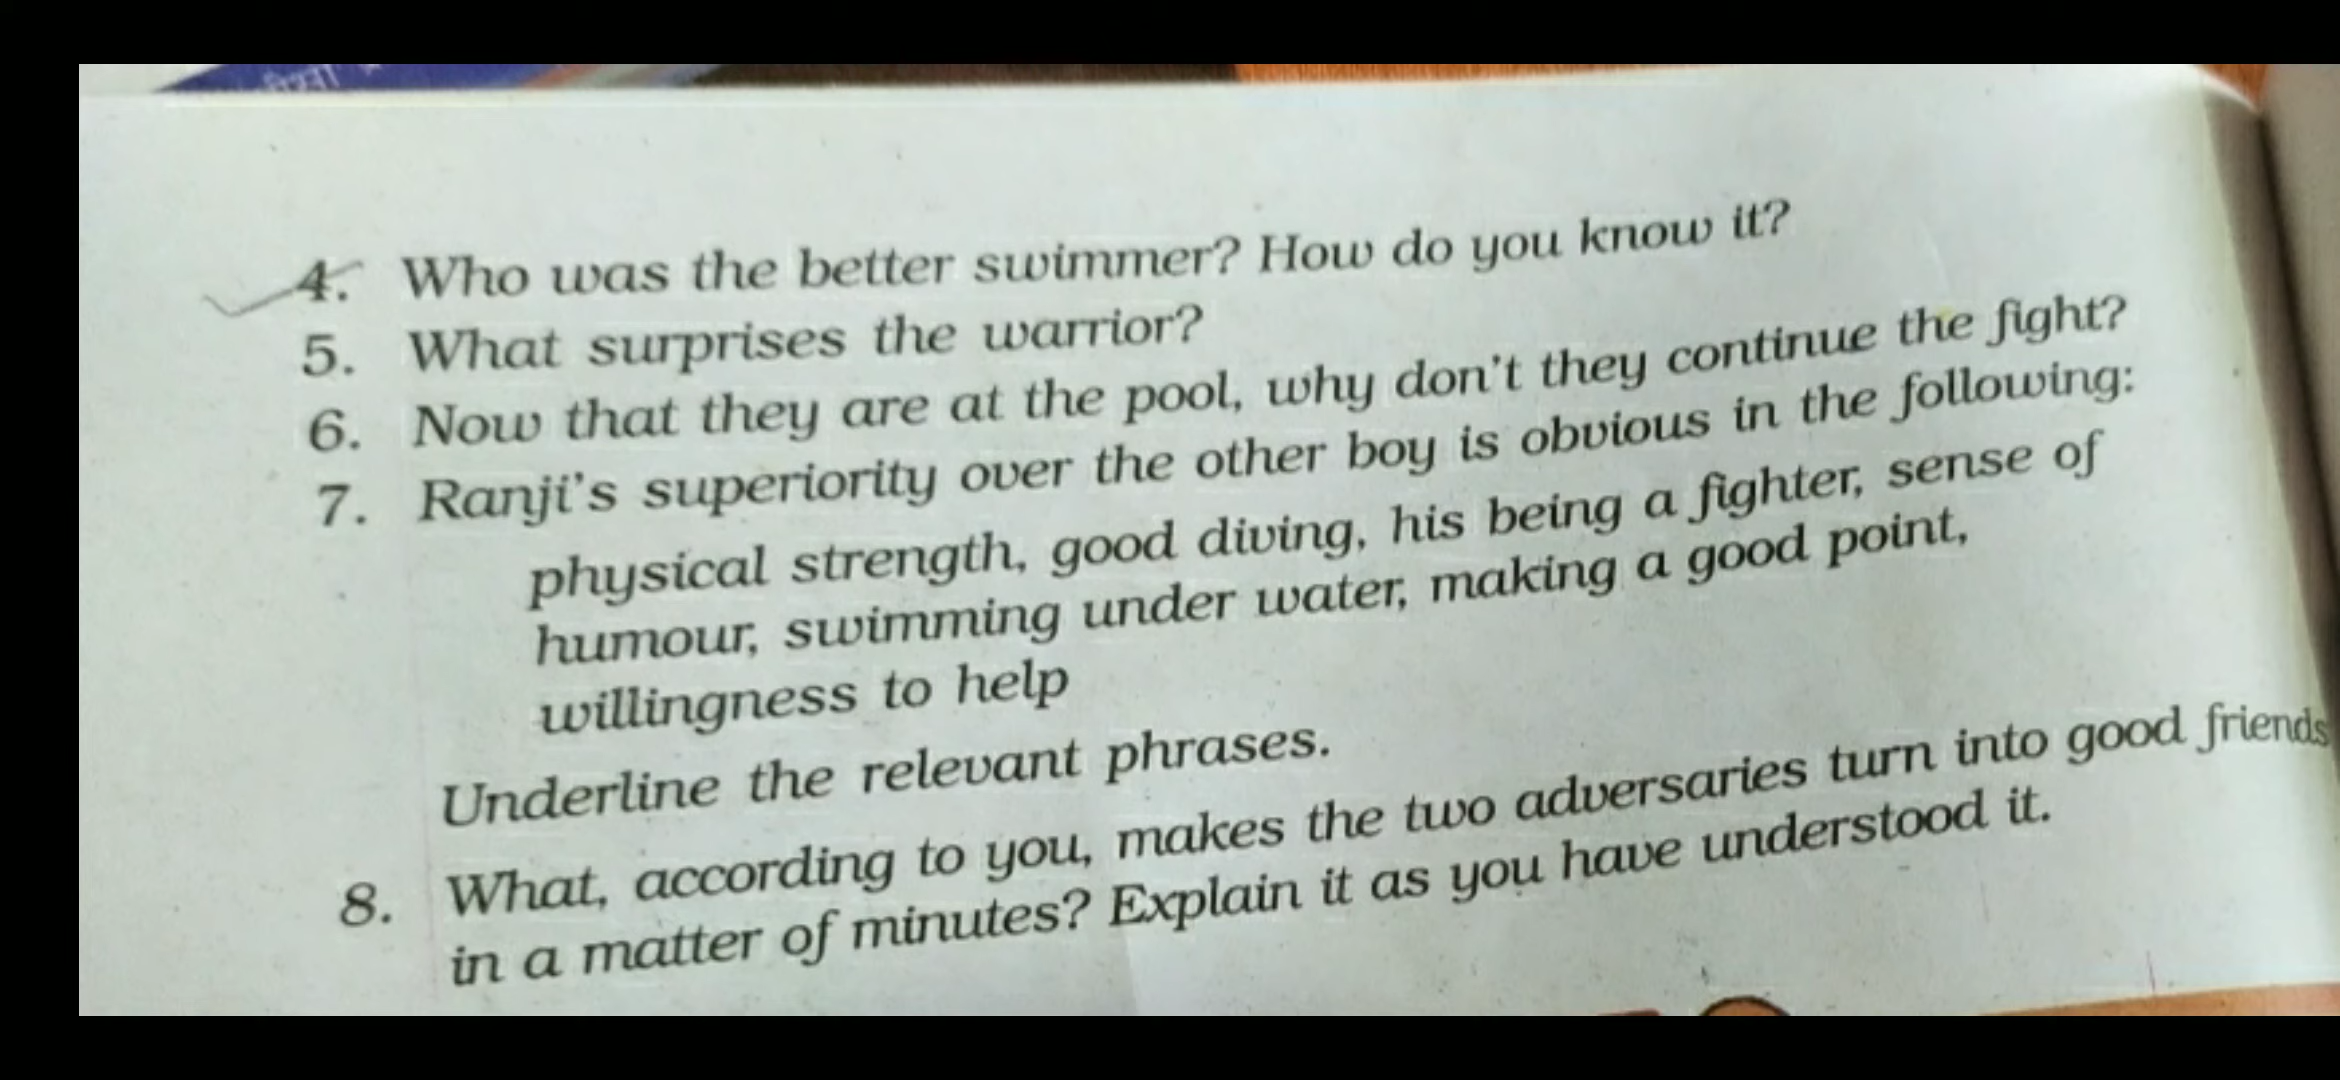 4. Who was the better swimmer? How do you know it?
5. What surprises the warrior?
6. Now that they are at the pool, why don't they continue the fight?
7. Ranji's superiority over the other boy is obvious in the following:
physical strength, good diving, his being a fighter, sense of
humour, swimming under water, making a good point,
willingness to help
Underline the relevant phrases.
8. What, according to you, makes the two adversaries turn into good friends
in a matter of minutes? Explain it as you have understood it.